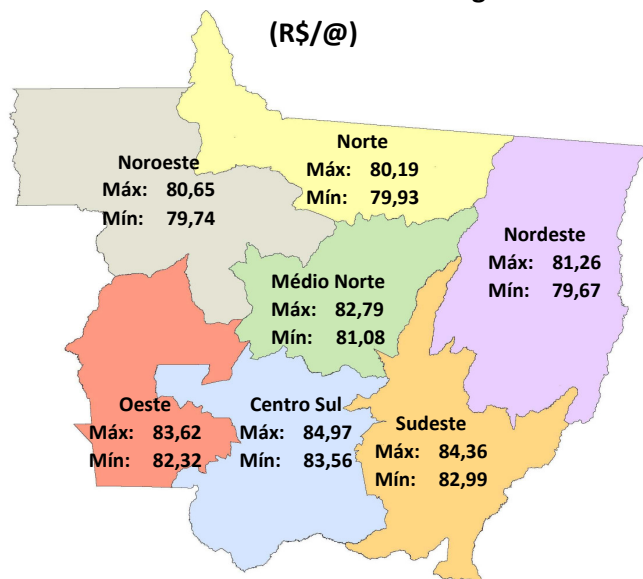 (R$/@)
Norte
Máx: 80,19
Mín: 79,93
Noroeste
Máx: 80,65
Mín: 79,74
Nordeste
Máx: 81,26
Mín: 79,67
Médio Norte
Máx: 82,79
Mín: 81,08
Oeste
Máx: 83,62
Mín: 82,32
Centro Sul
Máx: 84,97
Mín: 83,56
Sudeste
Máx: 84,36
Mín: 82,99